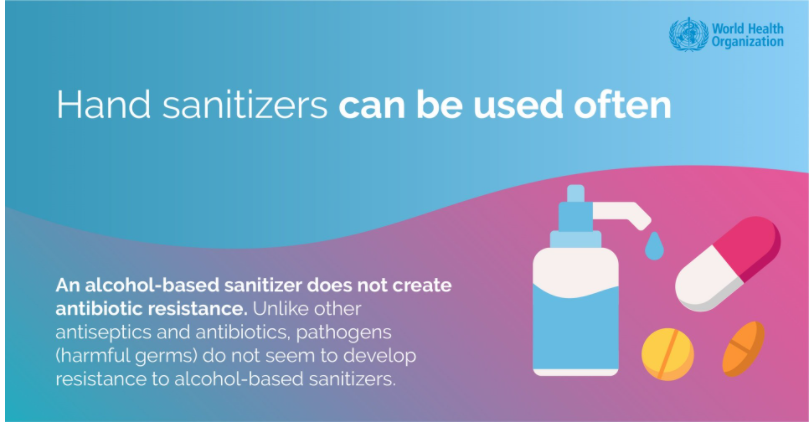 World Health
Organization
Hand sanitizers can be used often
An alcohol-based sanitizer does not create
antibiotic resistance. Unlike other
antiseptics and antibiotics, pathogens
(harmful germs) do not seem to develop
resistance to alcohol-based sanitizers.